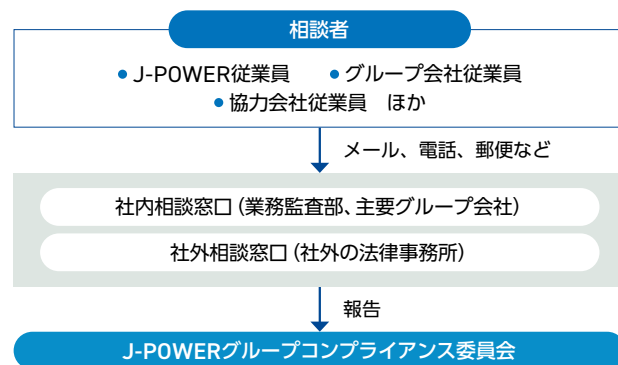 相談者
● J-POWER従業員　● グループ会社従業員
● 協力会社従業員　ほか
メール、電話、郵便など
社内相談窓口（業務監査部、主要グループ会社）
社外相談窓口（社外の法律事務所）
報告
J-POWERグループコンプライアンス委員会